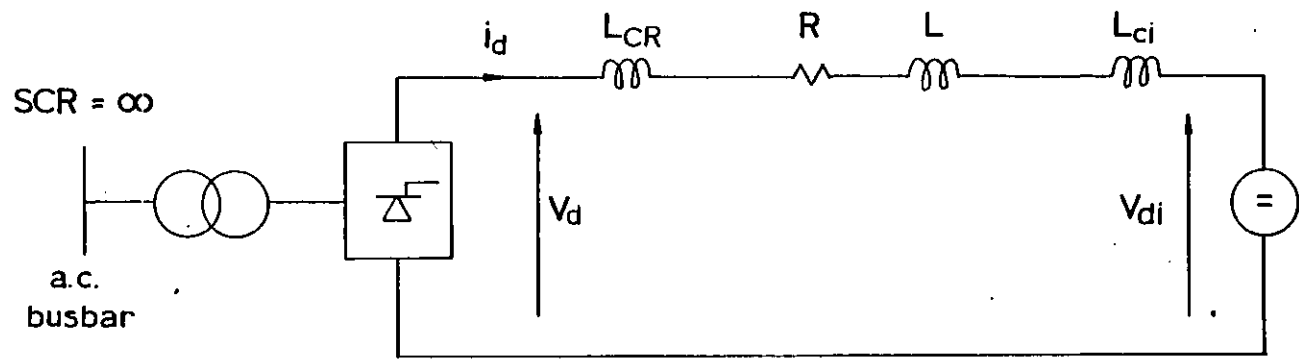 i_d
L_CR
R
L
L_ci
SCR = ∞
V_d
V_di
=
a.c.
busbar